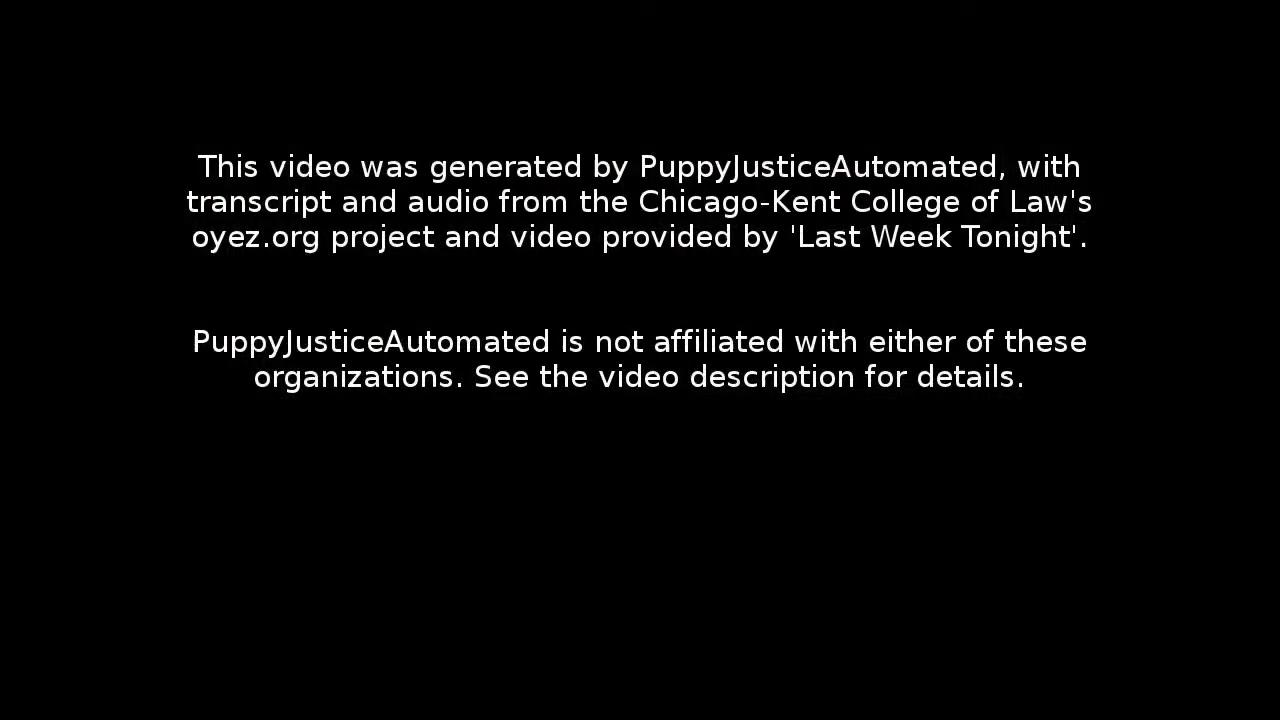 This video was generated by PuppyJusticeAutomated, with
transcript and audio from the Chicago-Kent College of Law's
oyez.org project and video provided by 'Last Week Tonight'.
PuppyJusticeAutomated is not affiliated with either of these
organizations. See the video description for details.